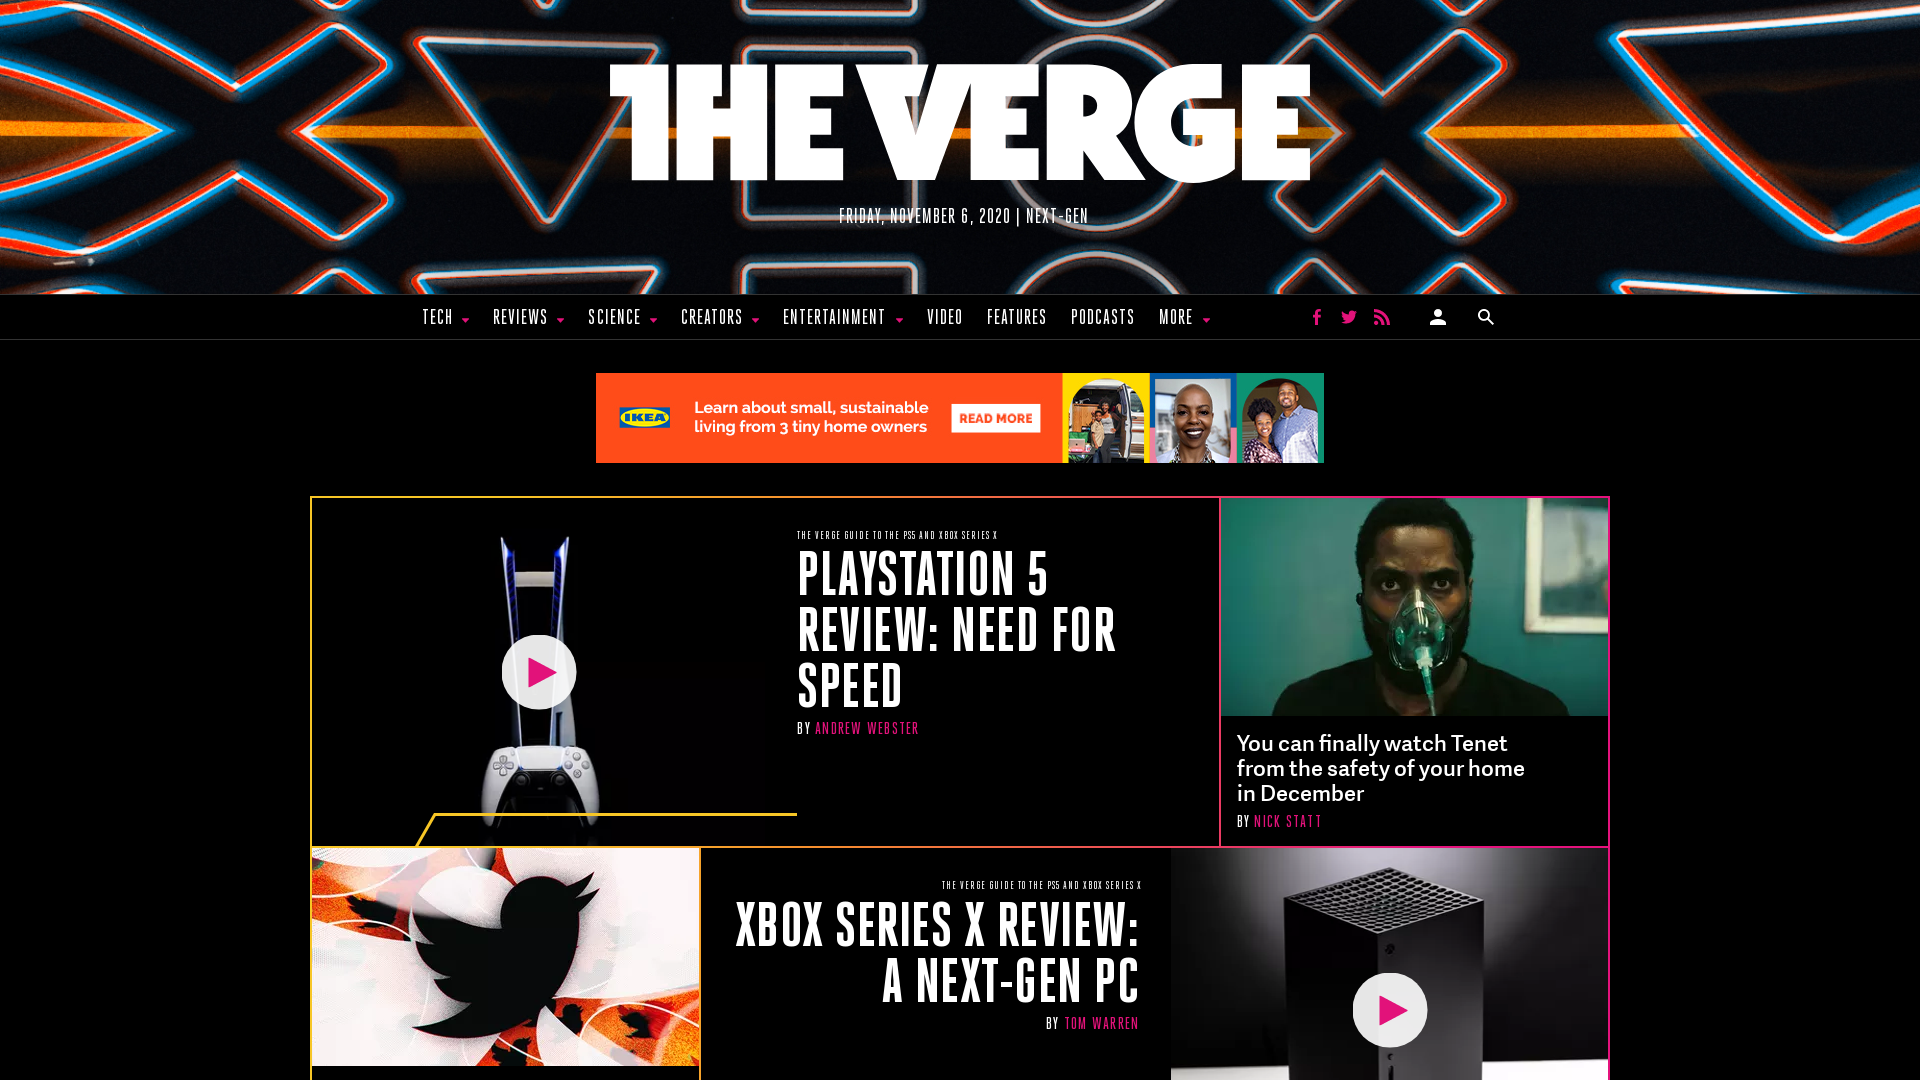 THE VERGE
FRIDAY, NOVEMBER 6, 2020 | NEXT-GEN
TECH REVIEWS SCIENCE CREATORS ENTERTAINMENT VIDEO FEATURES PODCASTS MORE
IKEA
Learn about small, sustainable
living from 3 tiny home owners
READ MORE
THE VERGE GUIDE TO THE PS5 AND XBOX SERIES X
PLAYSTATION 5
REVIEW: NEED FOR
SPEED
BY ANDREW WEBSTER
You can finally watch Tenet
from the safety of your home
in December
BY NICK STATT
THE VERGE GUIDE TO THE PS5 AND XBOX SERIES X
XBOX SERIES X REVIEW:
A NEXT-GEN PC
BY TOM WARREN